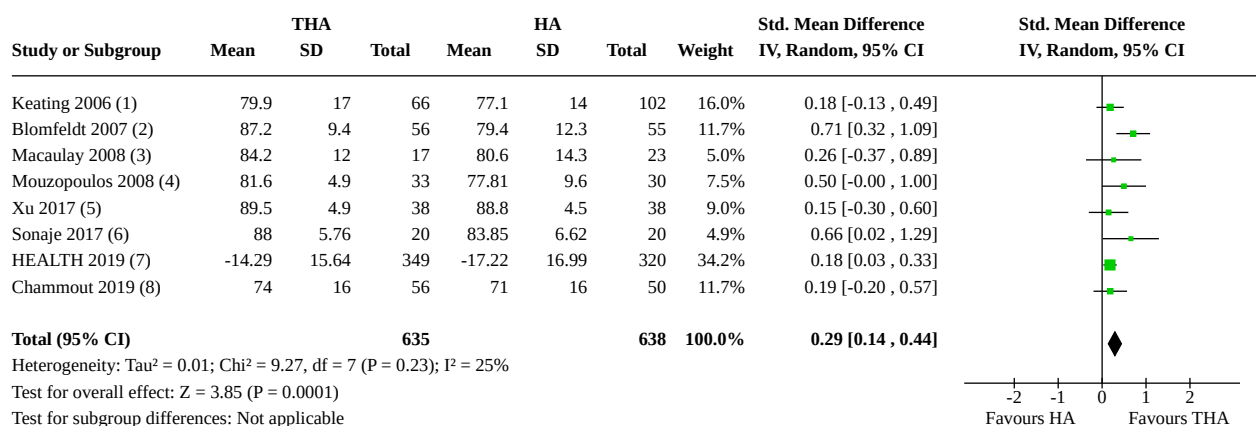 THA HA Std. Mean Difference Std. Mean Difference
Study or Subgroup Mean SD Total Mean SD Total Weight IV, Random, 95% CI IV, Random, 95% CI
Keating 2006 (1) 79.9 17 66 77.1 14 102 16.0% 0.18 [-0.13 , 0.49]
Blomfeldt 2007 (2) 87.2 9.4 56 79.4 12.3 55 11.7% 0.71 [0.32 , 1.09]
Macaulay 2008 (3) 84.2 12 17 80.6 14.3 23 5.0% 0.26 [-0.37 , 0.89]
Mouzopoulos 2008 (4) 81.6 4.9 33 77.81 9.6 30 7.5% 0.50 [-0.00 , 1.00]
Xu 2017 (5) 89.5 4.9 38 88.8 4.5 38 9.0% 0.15 [-0.30 , 0.60]
Sonaje 2017 (6) 88 5.76 20 83.85 6.62 20 4.9% 0.66 [0.02 , 1.29]
HEALTH 2019 (7) -14.29 15.64 349 -17.22 16.99 320 34.2% 0.18 [0.03 , 0.33]
Chammout 2019 (8) 74 16 56 71 16 50 11.7% 0.19 [-0.20 , 0.57]
Total (95% CI) 635 638 100.0% 0.29 [0.14 , 0.44]
Heterogeneity: Tau² = 0.01; Chi² = 9.27, df = 7 (P = 0.23); I² = 25%
Test for overall effect: Z = 3.85 (P = 0.0001)
-2 -1 0 1 2
Test for subgroup differences: Not applicable
Favours HA Favours THA